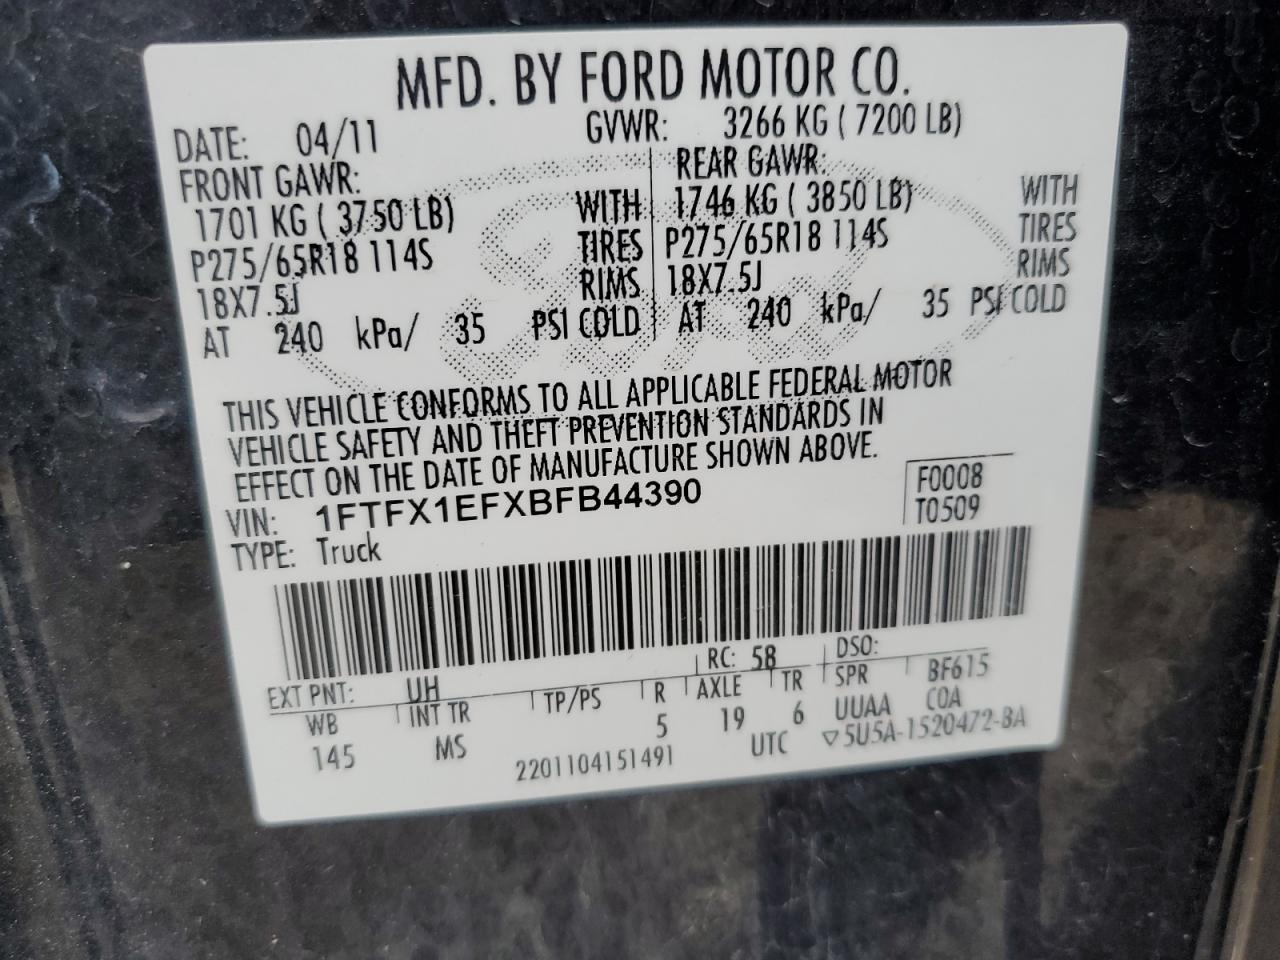 MFD. BY FORD MOTOR CO.
DATE: 04/11 GVWR: 3266 KG ( 7200 LB)
FRONT GAWR: REAR GAWR:
1701 KG ( 3750 LB) WITH 1746 KG ( 3850 LB) WITH
P275/65R18 114S TIRES P275/65R18 114S TIRES
18X7.5J RIMS 18X7.5J RIMS
AT 240 kPa/ 35 PSI COLD AT 240 kPa/ 35 PSI COLD
THIS VEHICLE CONFORMS TO ALL APPLICABLE FEDERAL MOTOR
VEHICLE SAFETY AND THEFT PREVENTION STANDARDS IN
EFFECT ON THE DATE OF MANUFACTURE SHOWN ABOVE.
VIN: 1FTFX1EFXBFB44390 F0008
TYPE: Truck T0509
EXT PNT: UH RC: 58 DSO:
WB INT TR TP/PS R AXLE TR SPR BF615
145 MS 5 19 6 UUAA COA
2201104151491 UTC ▽5U5A-1520472-BA